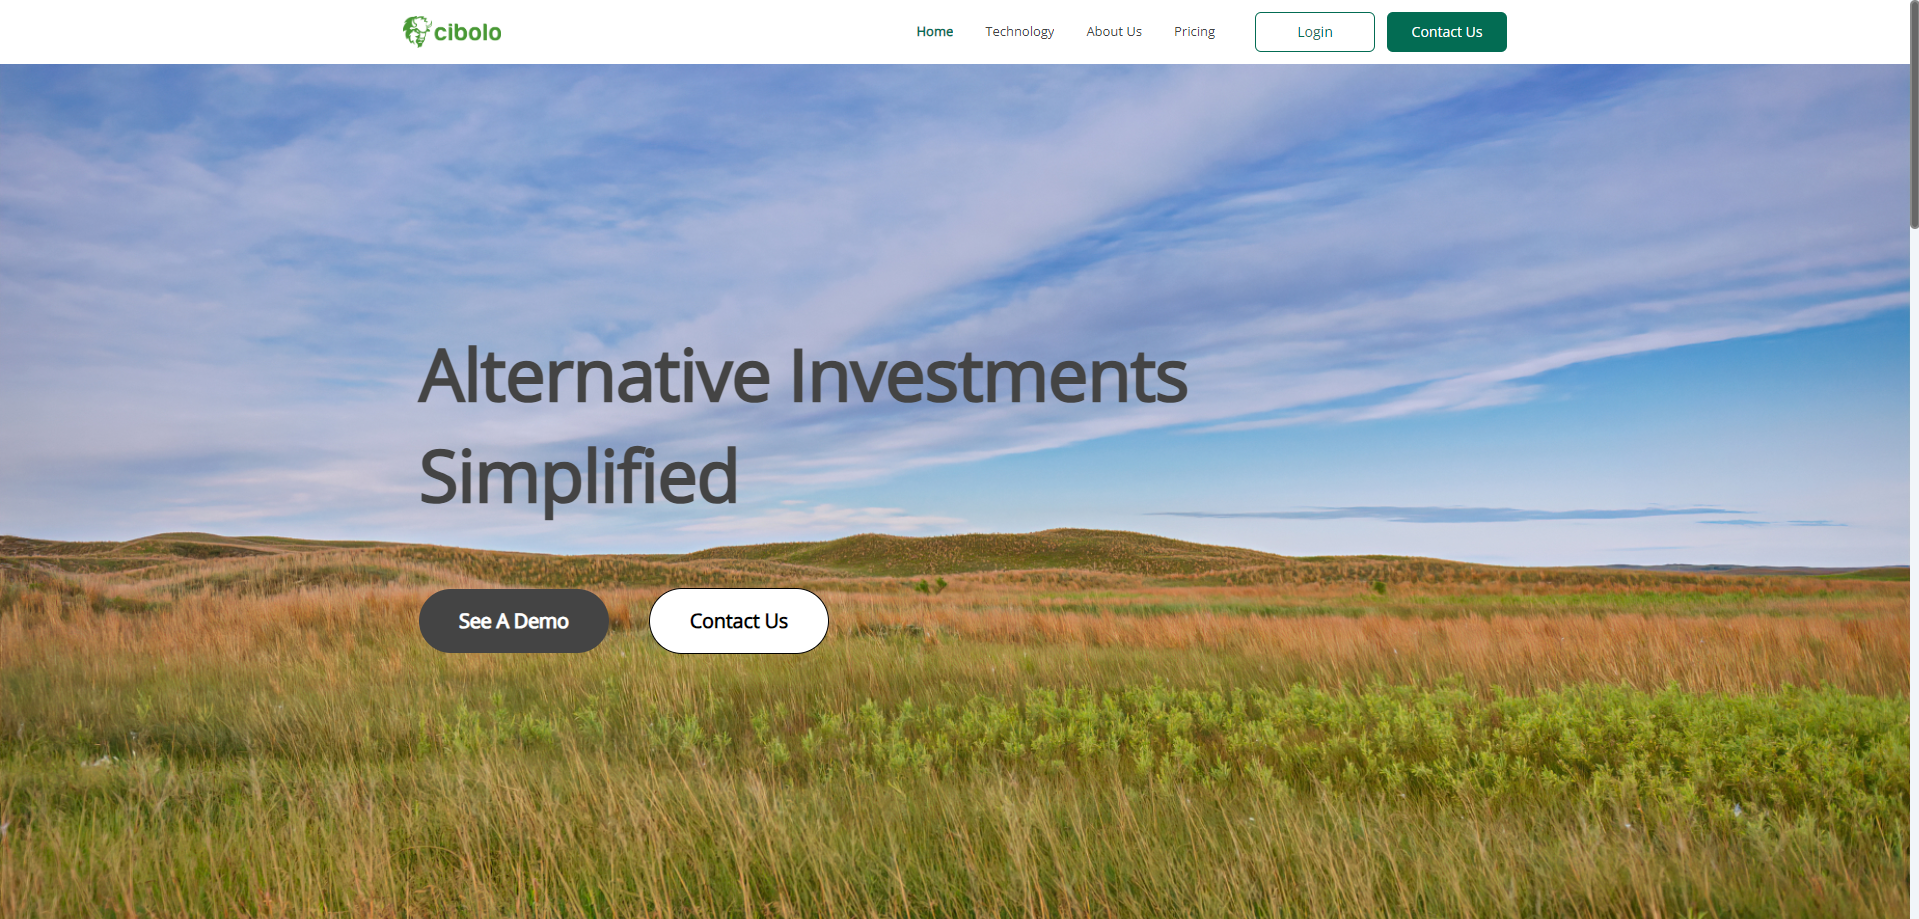 cibolo
Home
Technology
About Us
Pricing
Login
Contact Us
Alternative Investments
Simplified
See A Demo
Contact Us